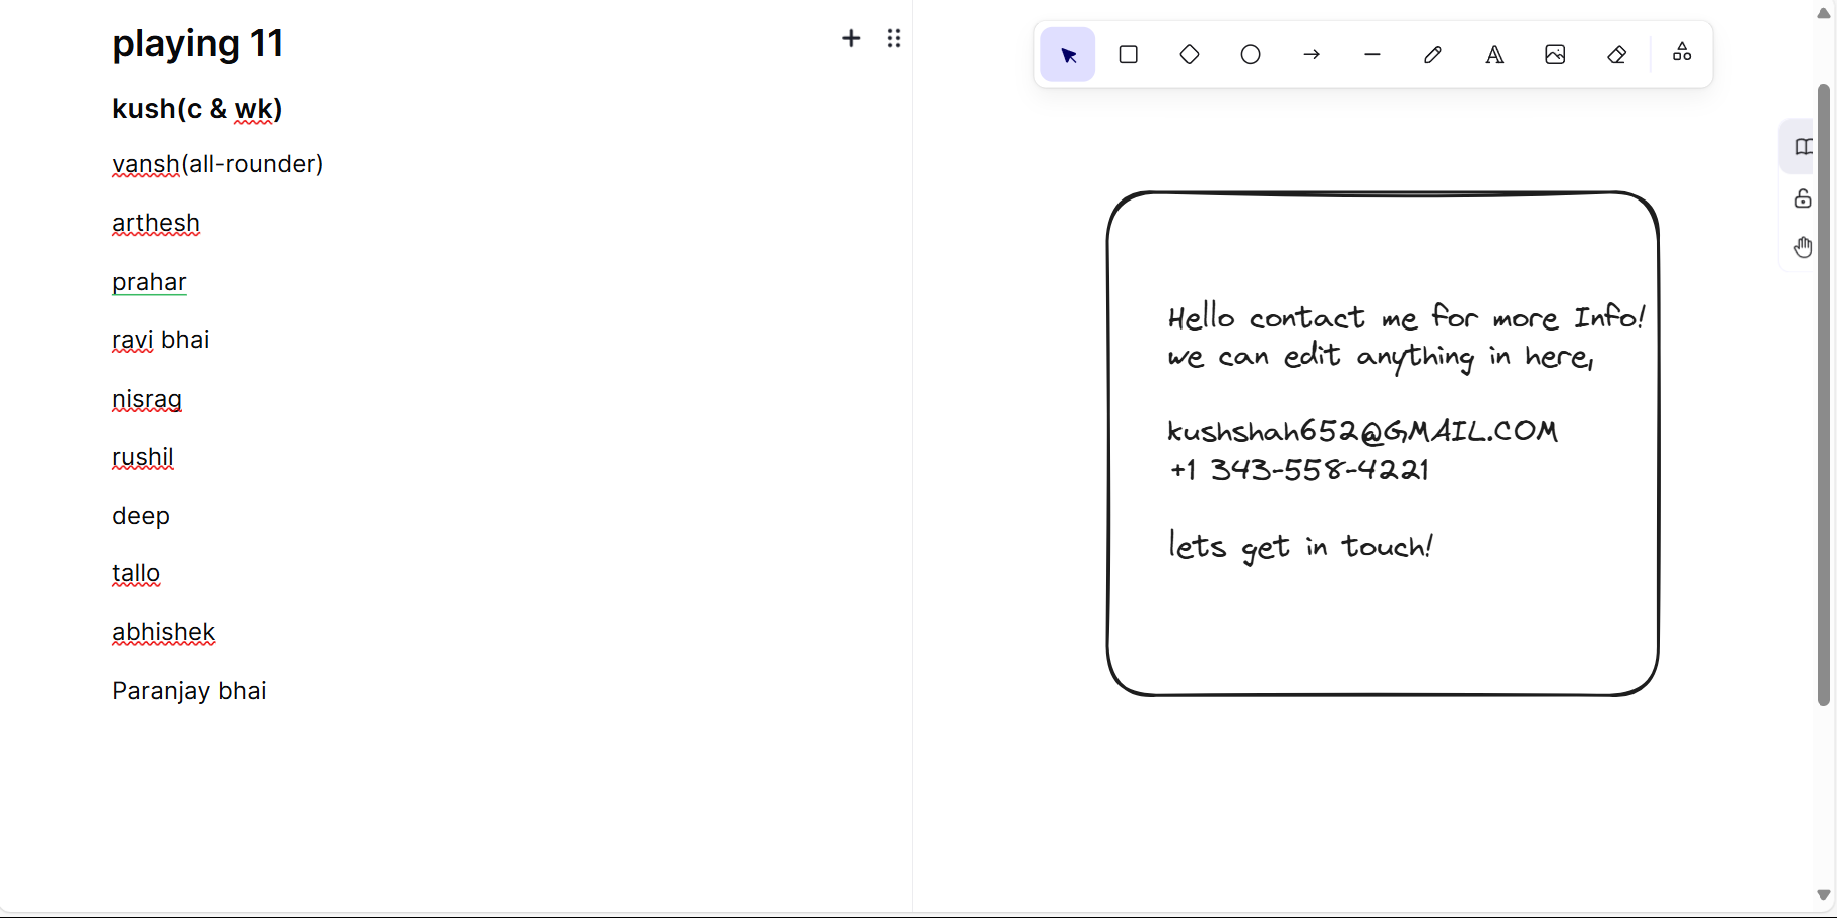 playing 11
kush(c & wk)
vansh(all-rounder)
arthesh
prahar
ravi bhai
nisrag
rushil
deep
tallo
abhishek
Paranjay bhai
Hello contact me for more Info!
we can edit anything in here,
kushshah652@GMAIL.COM
+1 343-558-4221
lets get in touch!